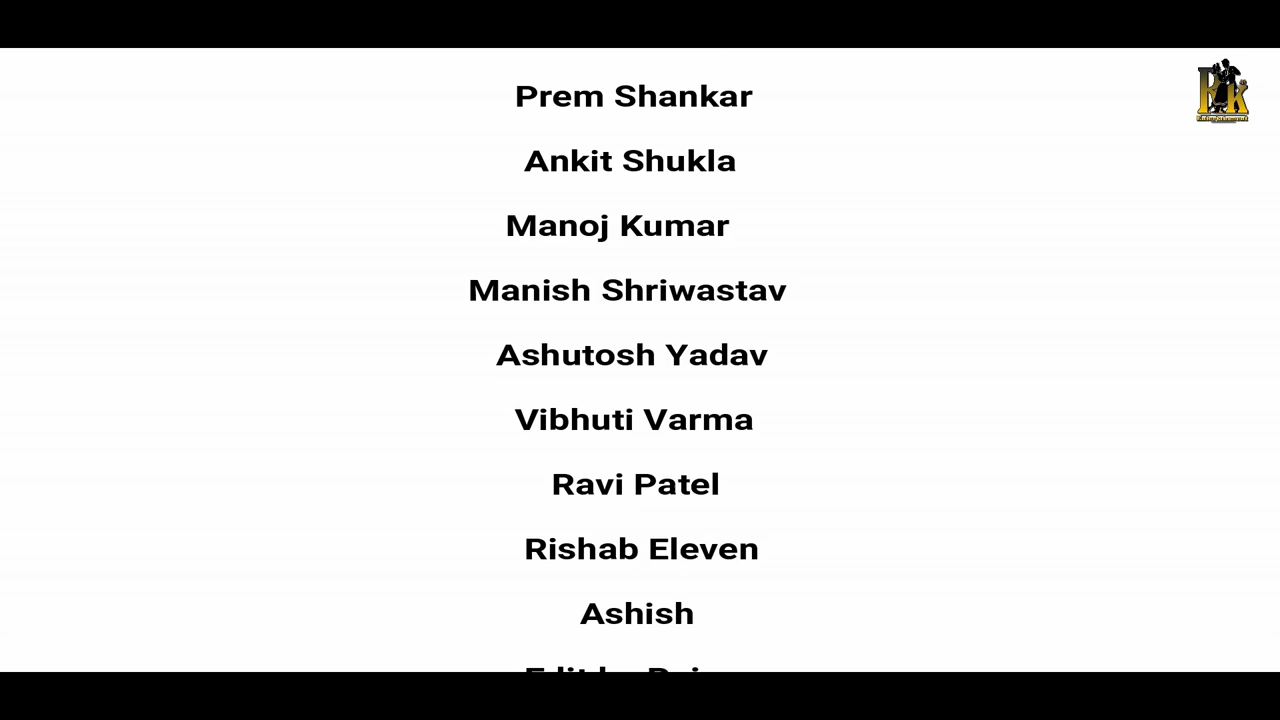 Prem Shankar
Ankit Shukla
Manoj Kumar
Manish Shriwastav
Ashutosh Yadav
Vibhuti Varma
Ravi Patel
Rishab Eleven
Ashish